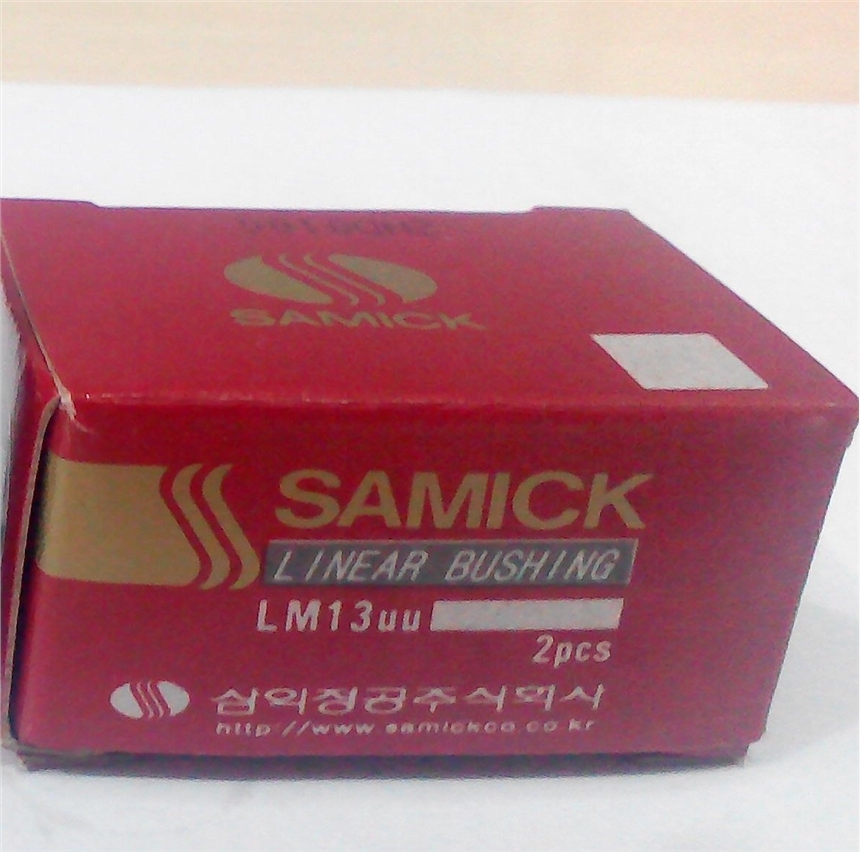 SAMICK
SAMICK
LINEAR BUSHING
LM13uu
2pcs
삼익정공주식회사
http://www.samickco.co.kr